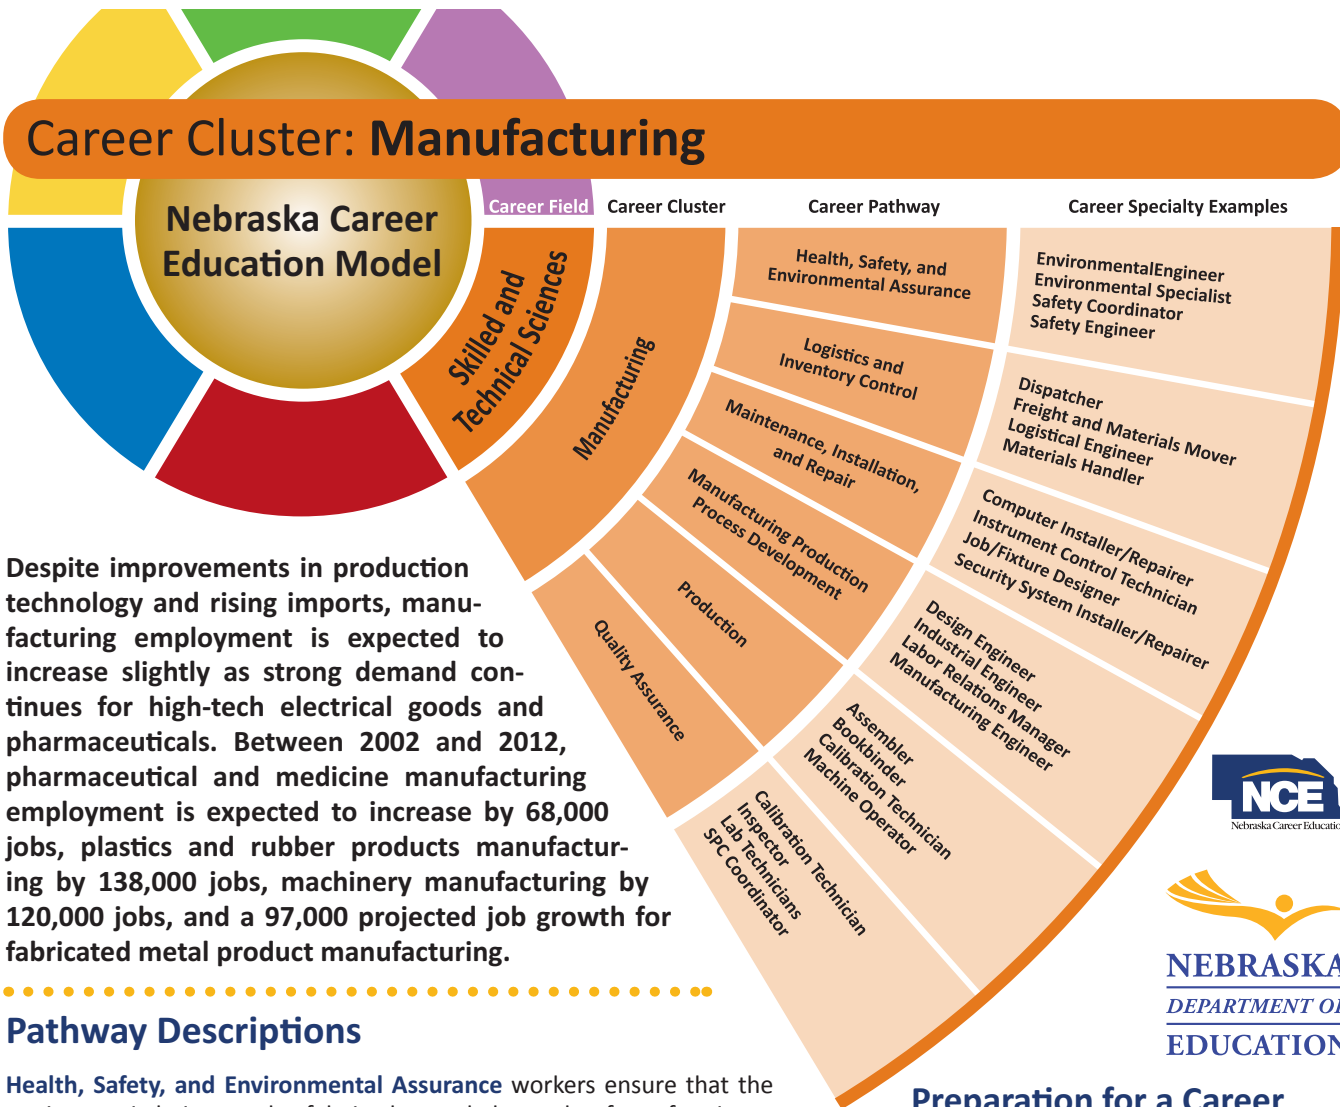 Career Cluster: Manufacturing
Nebraska Career
Education Model
Career Field
Career Cluster
Career Pathway
Career Specialty Examples
Skilled and
Technical Sciences
Manufacturing
Health, Safety, and
Environmental Assurance
EnvironmentalEngineer
Environmental Specialist
Safety Coordinator
Safety Engineer
Logistics and
Inventory Control
Dispatcher
Freight and Materials Mover
Logistical Engineer
Materials Handler
Maintenance, Installation,
and Repair
Computer Installer/Repairer
Instrument Control Technician
Job/Fixture Designer
Security System Installer/Repairer
Manufacturing Production
Process Development
Design Engineer
Industrial Engineer
Labor Relations Manager
Manufacturing Engineer
Production
Assembler
Bookbinder
Calibration Technician
Machine Operator
Quality Assurance
Calibration Technician
Inspector
Lab Technicians
SPC Coordinator
Despite improvements in production
technology and rising imports, manu-
facturing employment is expected to
increase slightly as strong demand con-
tinues for high-tech electrical goods and
pharmaceuticals. Between 2002 and 2012,
pharmaceutical and medicine manufacturing
employment is expected to increase by 68,000
jobs, plastics and rubber products manufactur-
ing by 138,000 jobs, machinery manufacturing by
120,000 jobs, and a 97,000 projected job growth for
fabricated metal product manufacturing.
NCE
Nebraska Career Educatio
NEBRASKA
DEPARTMENT OF
EDUCATION
Pathway Descriptions
Health, Safety, and Environmental Assurance workers ensure that the
Preparation for a Career